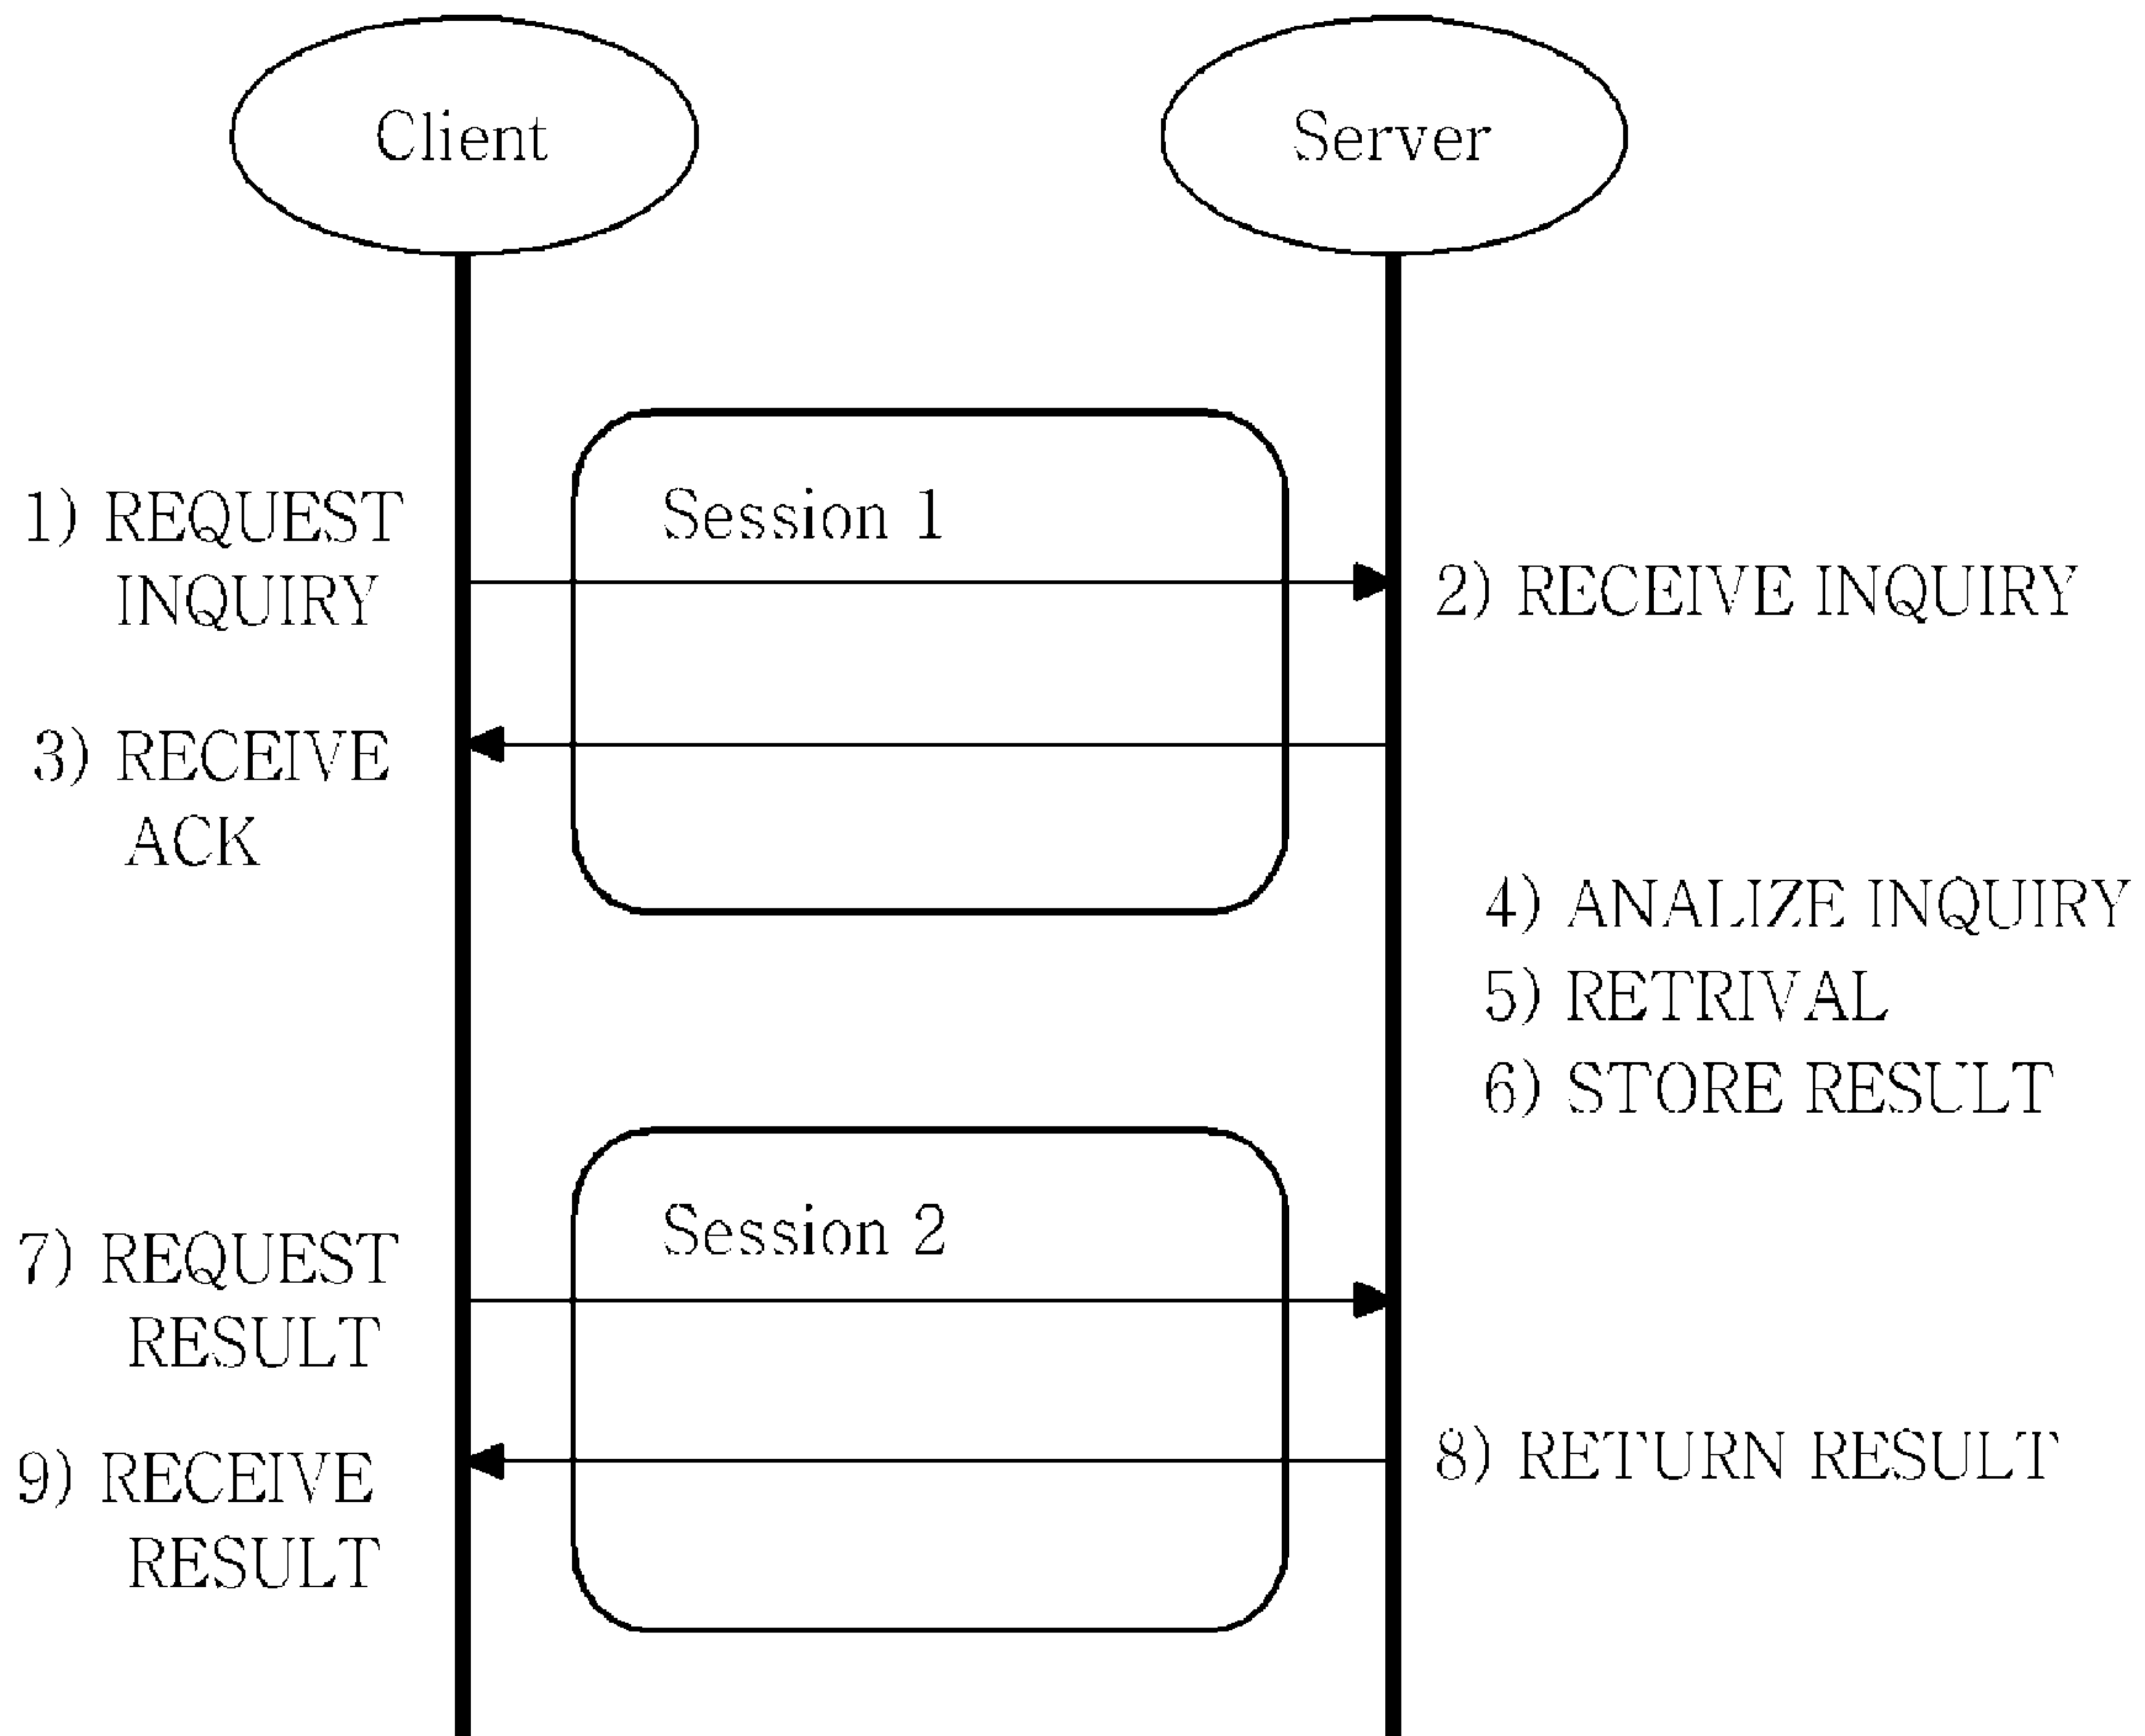 Client
Server
Session 1
1) REQUEST
INQUIRY
2) RECEIVE INQUIRY
3) RECEIVE
ACK
4) ANALIZE INQUIRY
5) RETRIVAL
6) STORE RESULT
Session 2
7) REQUEST
RESULT
8) RETURN RESULT
9) RECEIVE
RESULT